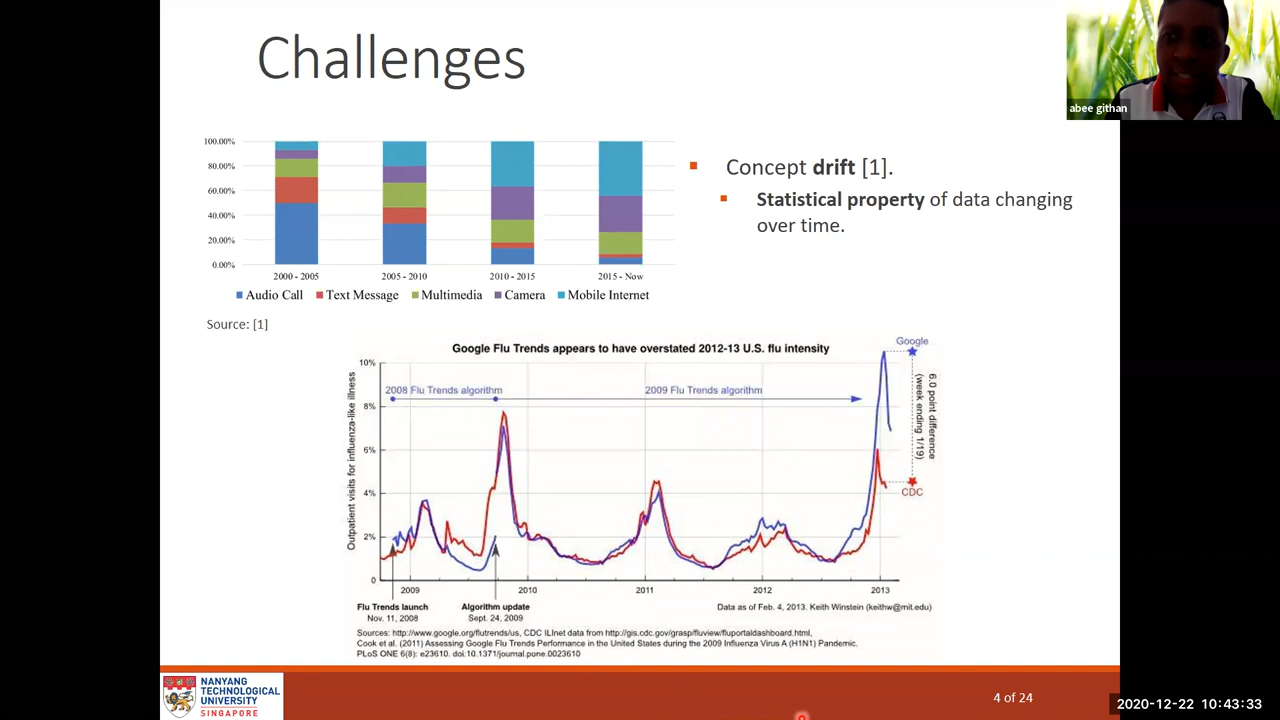 Challenges
abee githan
100.00%
80.00%
60.00%
40.00%
20.00%
0.00%
2000 - 2005
2005 - 2010
2010 - 2015
2015 - Now
Audio Call
Text Message
Multimedia
Camera
Mobile Internet
Source: [1]
Concept drift [1].
Statistical property of data changing
over time.
Google Flu Trends appears to have overstated 2012-13 U.S. flu intensity
Outpatient visits for influenza-like illness
10%
8%
6%
4%
2%
0
2008 Flu Trends algorithm
2009 Flu Trends algorithm
Google
6.0 point difference
(week ending 1/19)
CDC
2009
2010
2011
2012
2013
Flu Trends launch
Nov. 11, 2008
Algorithm update
Sept. 24, 2009
Data as of Feb. 4, 2013. Keith Winstein (keithw@mit.edu)
Sources: http://www.google.org/flutrends/us, CDC ILInet data from http://gis.cdc.gov/grasp/fluview/fluportaldashboard.html,
Cook et al. (2011) Assessing Google Flu Trends Performance in the United States during the 2009 Influenza Virus A (H1N1) Pandemic.
PLoS ONE 6(8): e23610. doi:10.1371/journal.pone.0023610
NANYANG
TECHNOLOGICAL
UNIVERSITY
SINGAPORE
4 of 24
2020-12-22 10:43:33